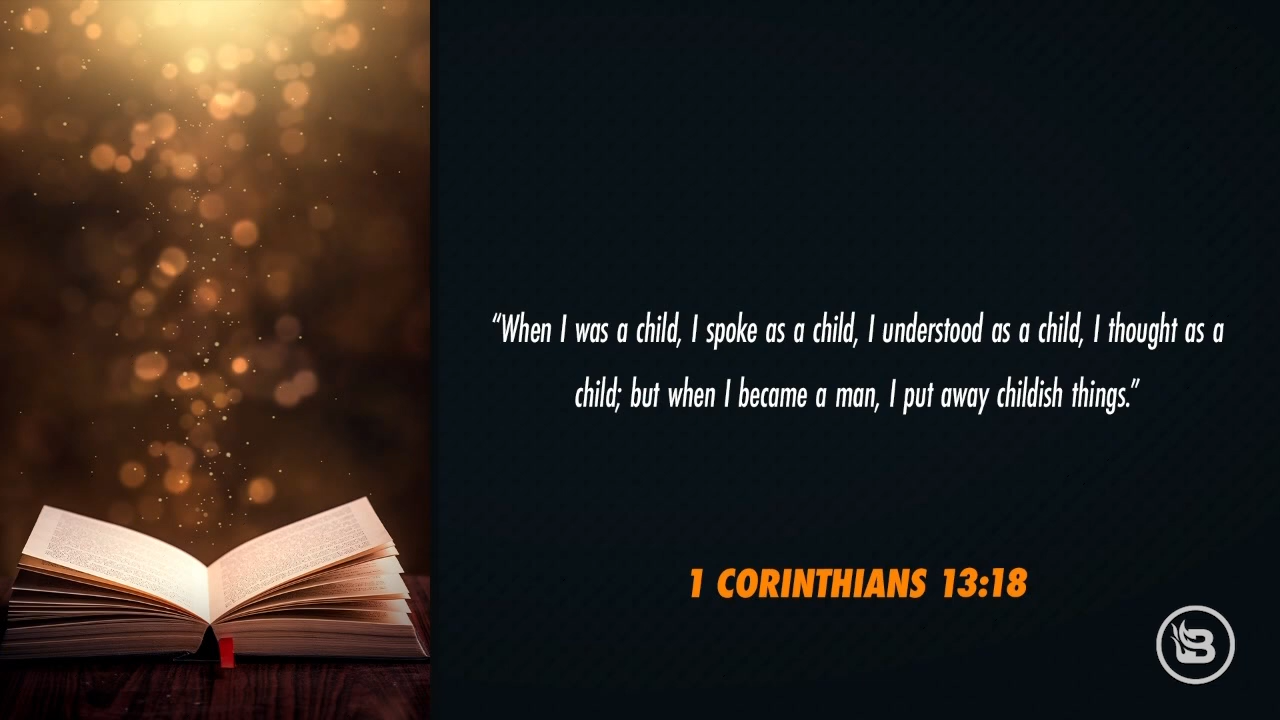 “When I was a child, I spoke as a child, I understood as a child, I thought as a
child; but when I became a man, I put away childish things.”
1 CORINTHIANS 13:18
B